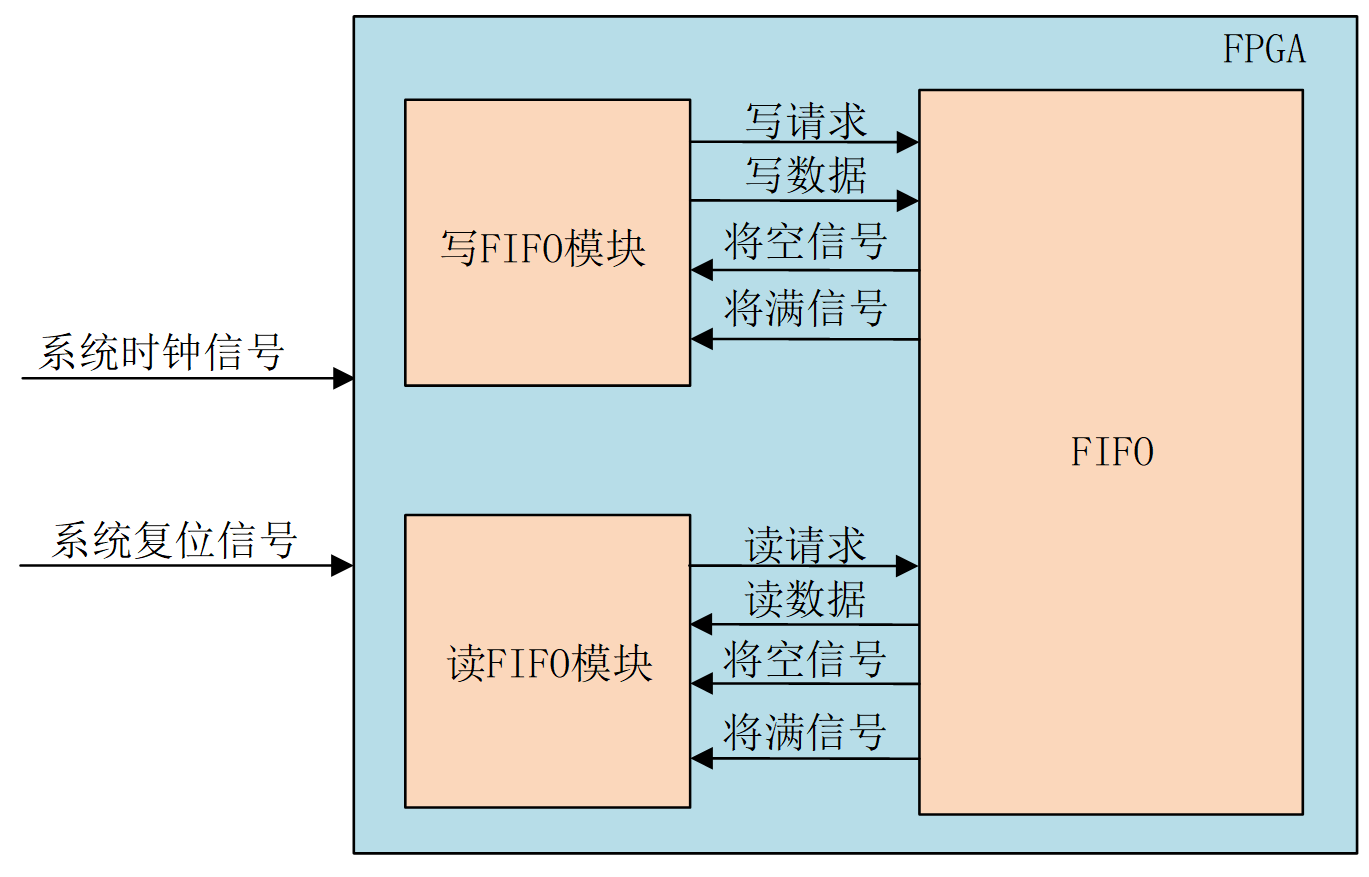 FPGA
写请求
写数据
写FIFO模块
将空信号
将满信号
系统时钟信号
FIFO
系统复位信号
读请求
读数据
读FIFO模块
将空信号
将满信号